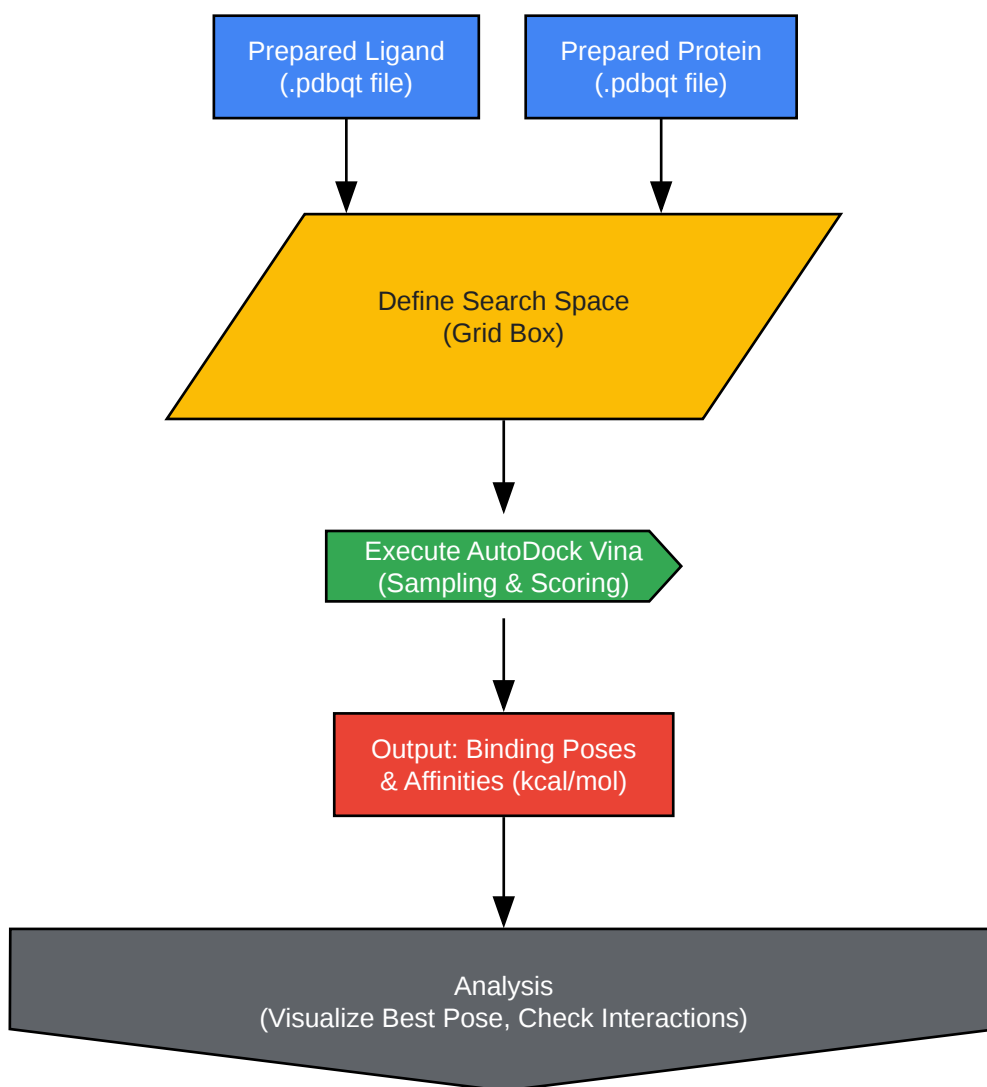 Prepared Ligand
(.pdbqt file)
Prepared Protein
(.pdbqt file)
Define Search Space
(Grid Box)
Execute AutoDock Vina
(Sampling & Scoring)
Output: Binding Poses
& Affinities (kcal/mol)
Analysis
(Visualize Best Pose, Check Interactions)